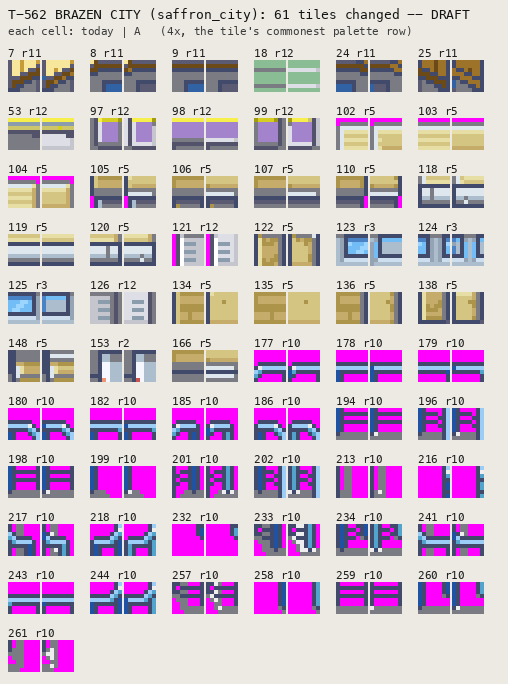 T-562 BRAZEN CITY (saffron_city): 61 tiles changed -- DRAFT
each cell: today | A (4x, the tile's commonest palette row)
7 r11 8 r11 9 r11 18 r12 24 r11 25 r11
53 r12 97 r12 98 r12 99 r12 102 r5 103 r5
104 r5 105 r5 106 r5 107 r5 110 r5 118 r5
119 r5 120 r5 121 r12 122 r5 123 r3 124 r3
125 r3 126 r12 134 r5 135 r5 136 r5 138 r5
148 r5 153 r2 166 r5 177 r10 178 r10 179 r10
180 r10 182 r10 185 r10 186 r10 194 r10 196 r10
198 r10 199 r10 201 r10 202 r10 213 r10 216 r10
217 r10 218 r10 232 r10 233 r10 234 r10 241 r10
243 r10 244 r10 257 r10 258 r10 259 r10 260 r10
261 r10